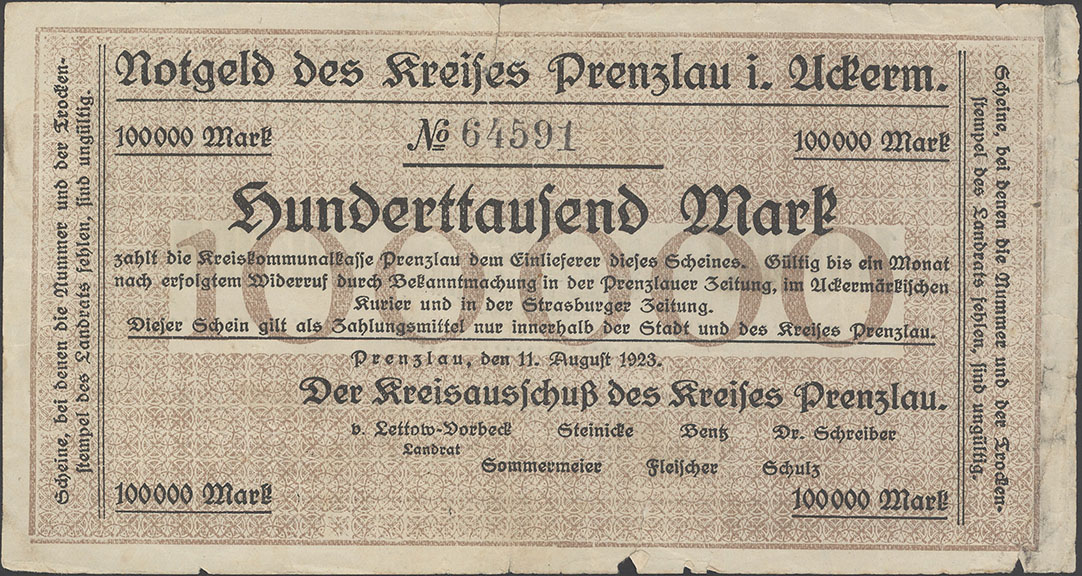 Notgeld des Kreises Prenzlau i. Uckerm.
100000 Mark
№ 64591
100000 Mark
Hunderttausend Mark
100000
zahlt die Kreiskommunalkasse Prenzlau dem Einlieferer dieses Scheines. Gültig bis ein Monat
nach erfolgtem Widerruf durch Bekanntmachung in der Prenzlauer Zeitung, im Uckermärkischen
Kurier und in der Strasburger Zeitung.
Dieser Schein gilt als Zahlungsmittel nur innerhalb der Stadt und des Kreises Prenzlau.
Prenzlau, den 11. August 1923.
Der Kreisausschuß des Kreises Prenzlau.
v. Lettow-Vorbeck Steinicke Bentz Dr. Schreiber
Landrat
Sommermeier Fleischer Schulz
100000 Mark
100000 Mark
Scheine, bei denen die Nummer und der Trocken-
stempel des Landrats fehlen, sind ungültig.
Scheine, bei denen die Nummer und der Trocken-
stempel des Landrats fehlen, sind ungültig.